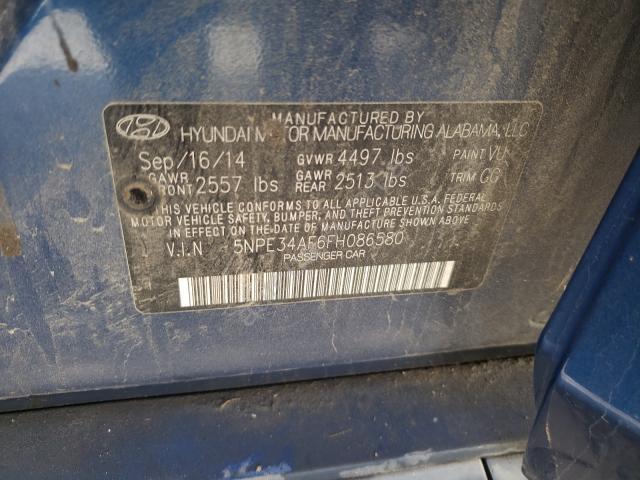 MANUFACTURED BY
HYUNDAI MOTOR MANUFACTURING ALABAMA, LLC
Sep/16/14 GVWR 4497 lbs PAINT VU
GAWR FRONT 2557 lbs GAWR REAR 2513 lbs TRIM GG
THIS VEHICLE CONFORMS TO ALL APPLICABLE U.S.A. FEDERAL
MOTOR VEHICLE SAFETY, BUMPER, AND THEFT PREVENTION
STANDARDS IN EFFECT ON THE DATE OF MANUFACTURE SHOWN ABOVE.
V.I.N 5NPE34AF6FH086580
PASSENGER CAR